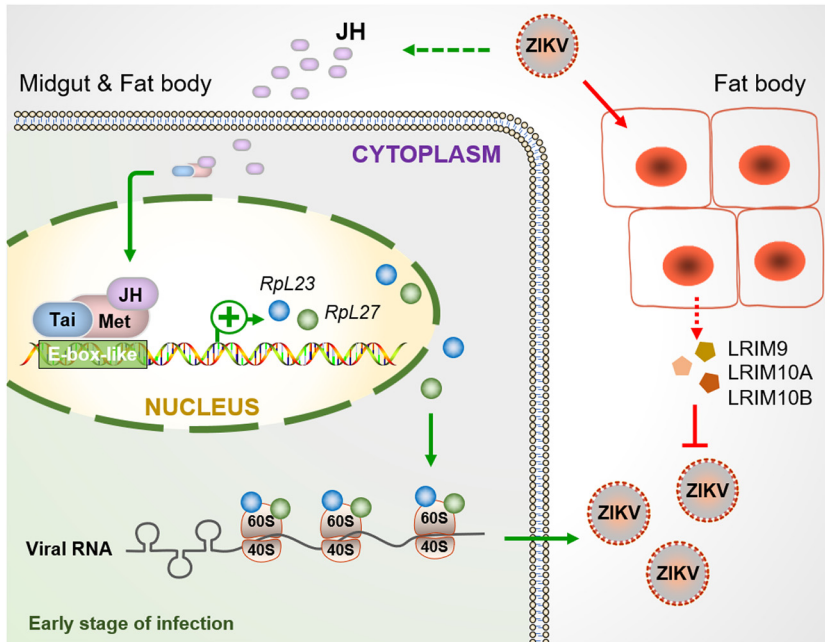 JH
ZIKV
Midgut & Fat body
Fat body
CYTOPLASM
JH
Tai
Met
RpL23
RpL27
E-box-like
NUCLEUS
LRIM9
LRIM10A
LRIM10B
ZIKV
ZIKV
ZIKV
60S
60S
60S
40S
40S
40S
Viral RNA
Early stage of infection